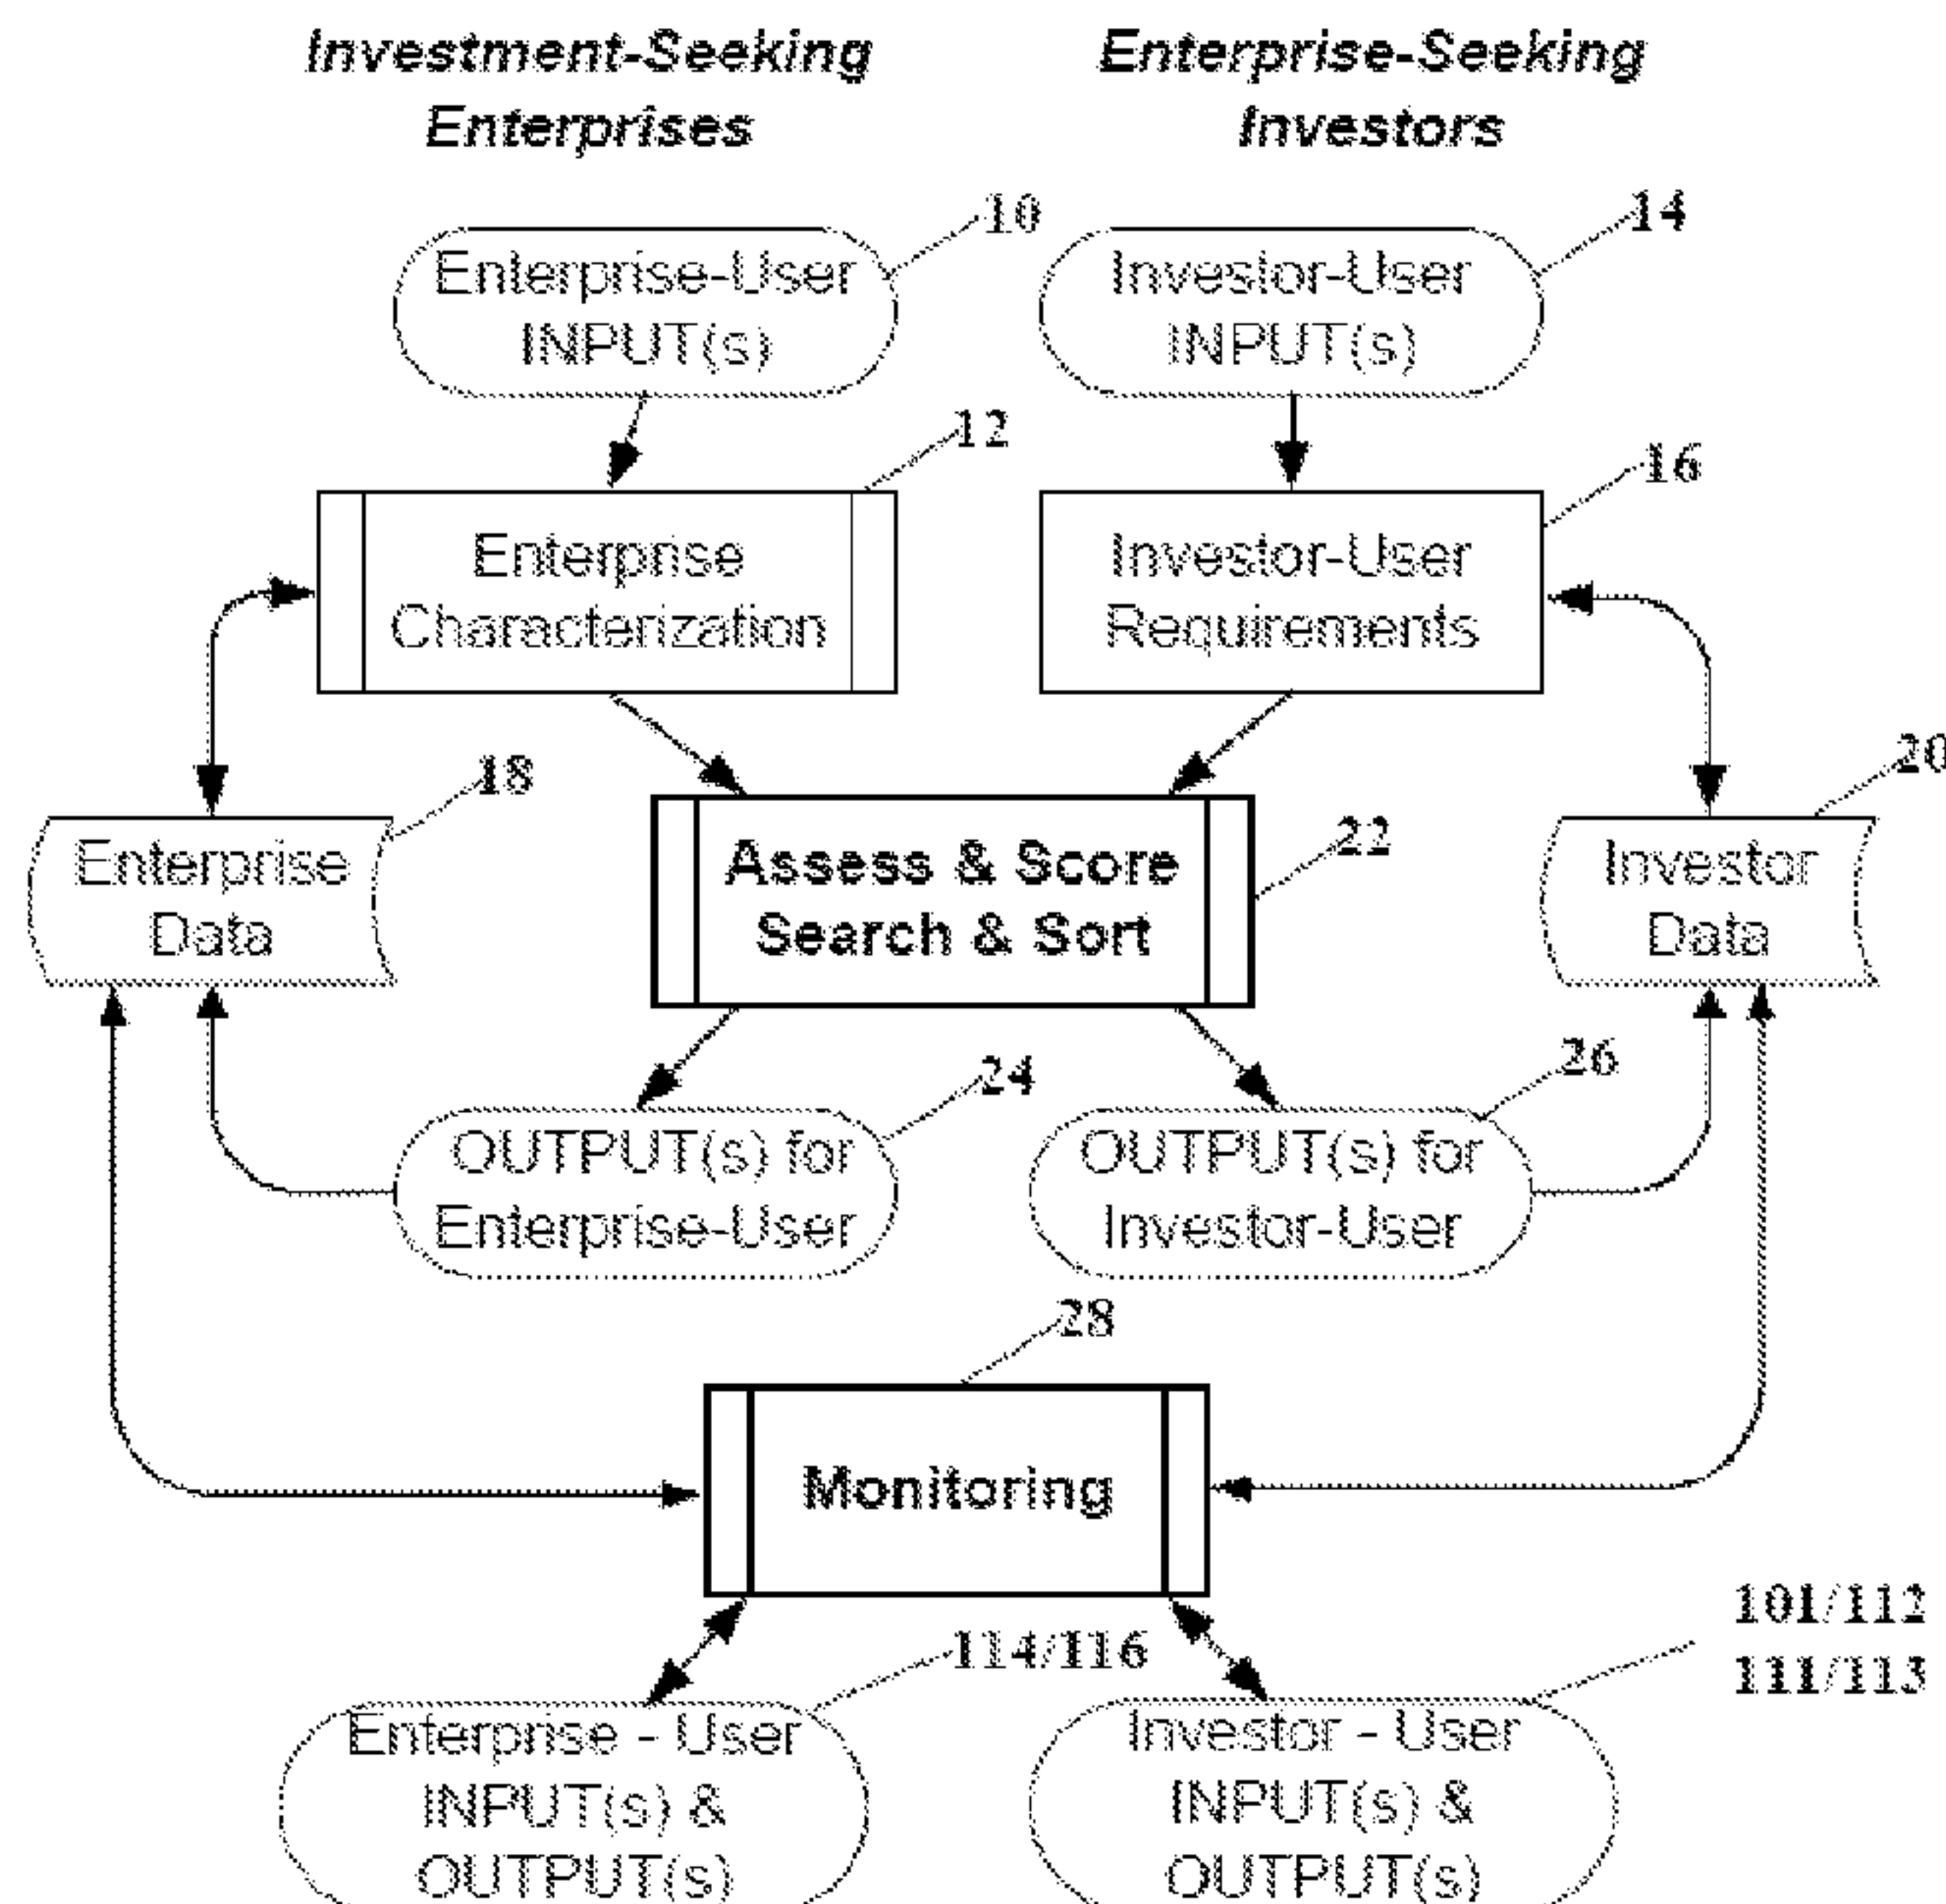 Investment-Seeking
Enterprises
Enterprise-Seeking
Investors
10
14
Enterprise-User
INPUT(s)
Investor-User
INPUT(s)
12
16
Enterprise
Characterization
Investor-User
Requirements
18
20
Enterprise
Data
Assess & Score
Search & Sort
22
Investor
Data
24
26
OUTPUT(s) for
Enterprise-User
OUTPUT(s) for
Investor-User
28
Monitoring
114/116
101/112
111/113
Enterprise - User
INPUT(s) &
OUTPUT(s)
Investor - User
INPUT(s) &
OUTPUT(s)